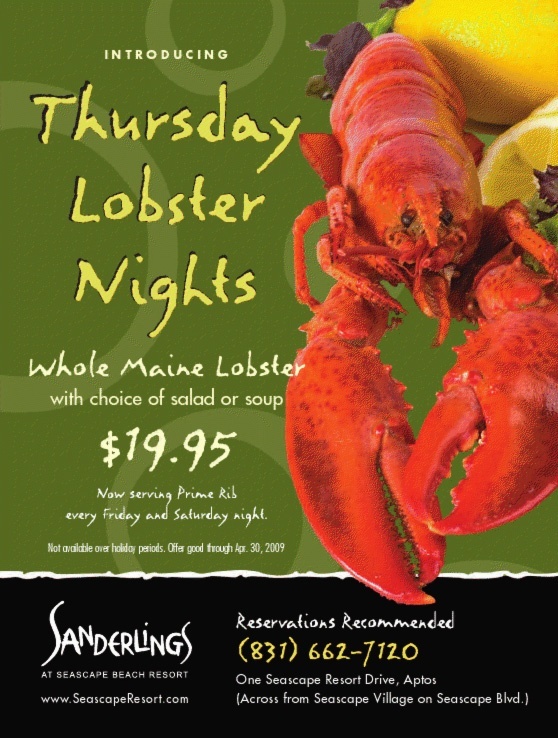 INTRODUCING
Thursday
Lobster
Nights
Whole Maine Lobster
with choice of salad or soup
$19.95
Now serving Prime Rib
every Friday and Saturday night.
Not available over holiday periods. Offer good through Apr. 30, 2009
SANDERLINGS
AT SEASCAPE BEACH RESORT
www.SeascapeResort.com
Reservations Recommended
(831) 662-7120
One Seascape Resort Drive, Aptos
(Across from Seascape Village on Seascape Blvd.)